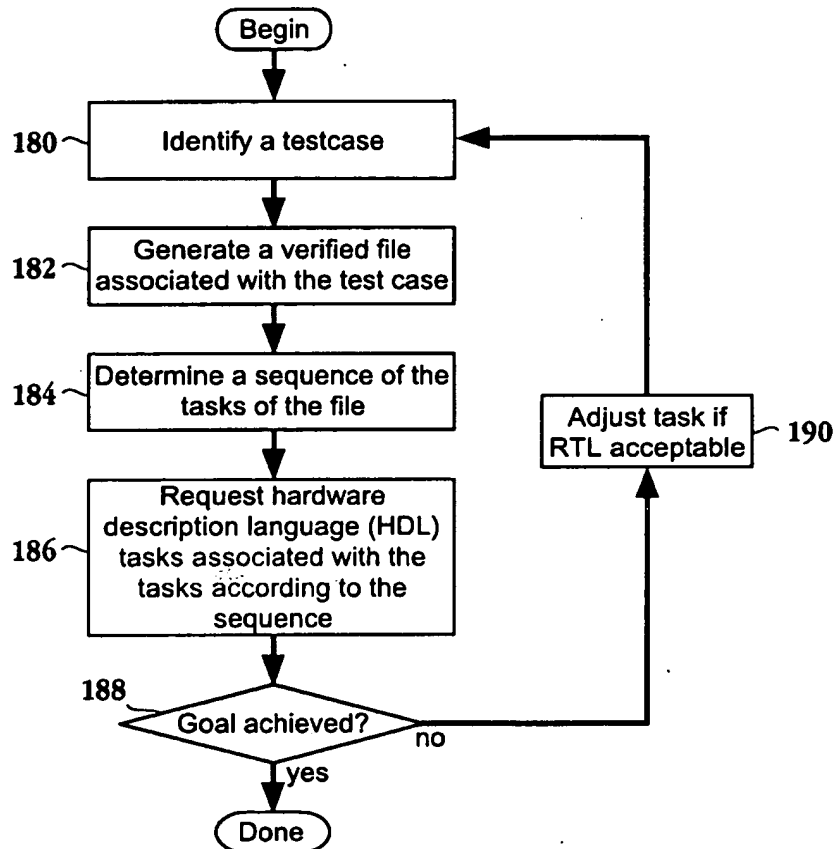 Begin
180
Identify a testcase
182
Generate a verified file
associated with the test case
184
Determine a sequence of the
tasks of the file
186
Request hardware
description language (HDL)
tasks associated with the
tasks according to the
sequence
188
Goal achieved?
no
yes
Done
Adjust task if
RTL acceptable
190